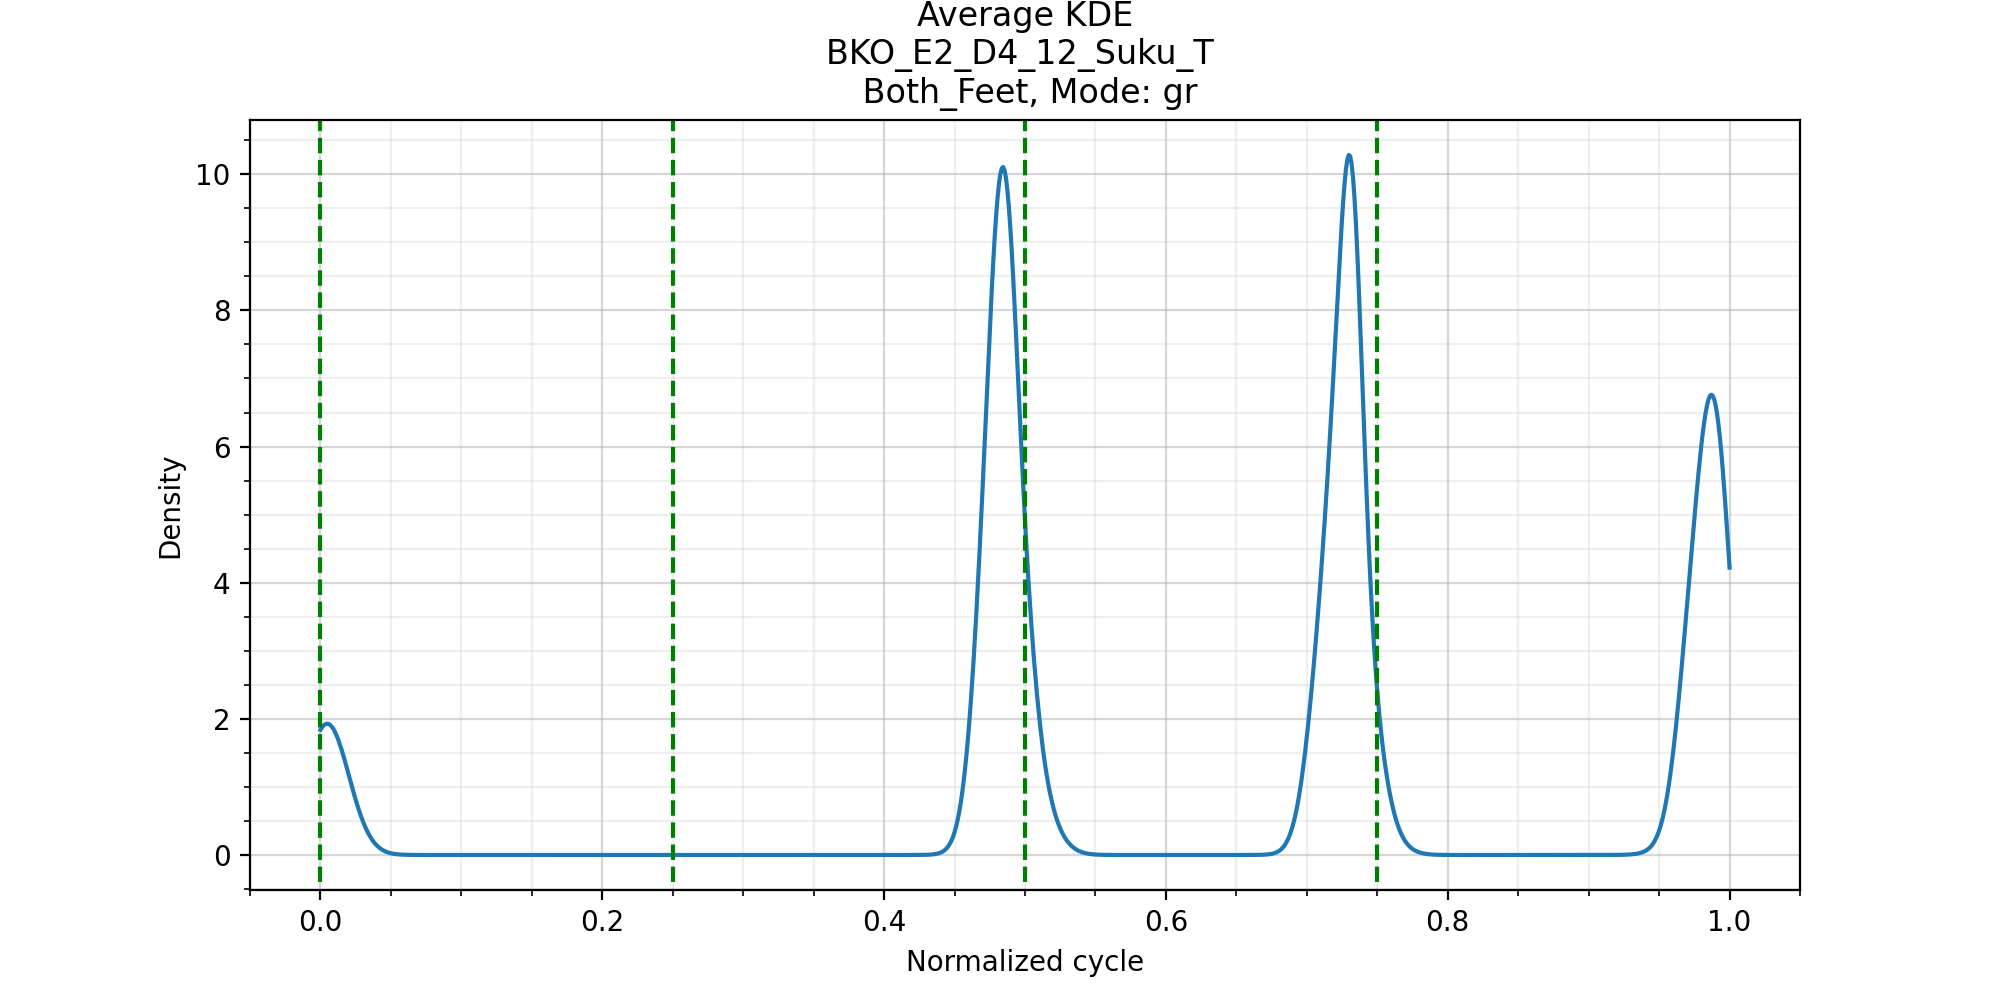 Average KDE
BKO_E2_D4_12_Suku_T
Both_Feet, Mode: gr
10
8
6
4
2
0
Density
0.0 0.2 0.4 0.6 0.8 1.0
Normalized cycle